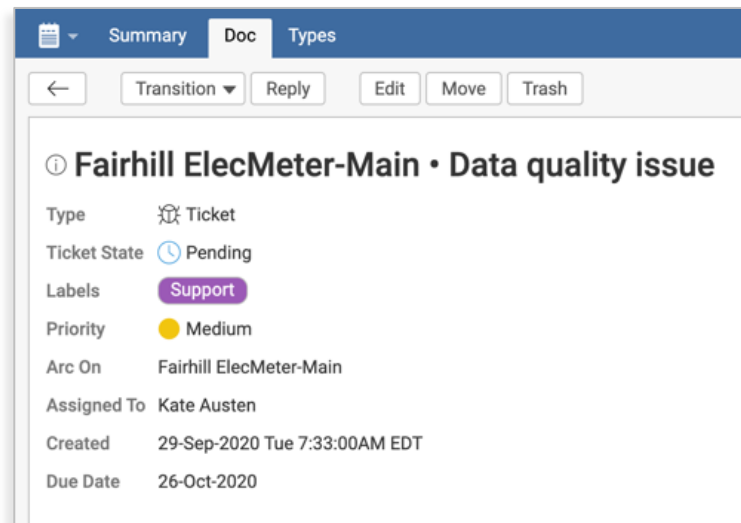 Summary Doc Types
Transition Reply Edit Move Trash
Fairhill ElecMeter-Main • Data quality issue
Type Ticket
Ticket State Pending
Labels Support
Priority Medium
Arc On Fairhill ElecMeter-Main
Assigned To Kate Austen
Created 29-Sep-2020 Tue 7:33:00AM EDT
Due Date 26-Oct-2020